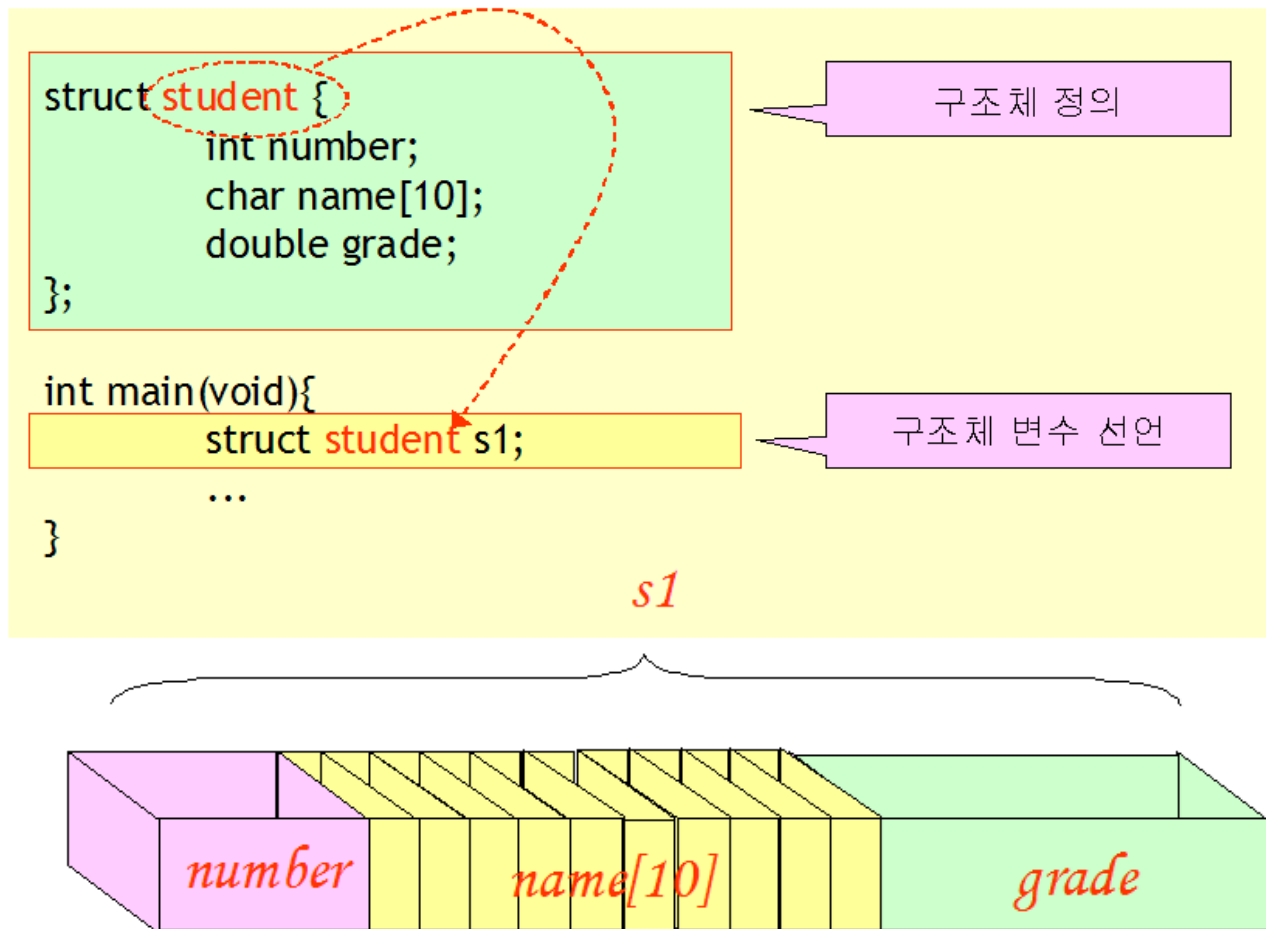 struct student {
int number;
char name[10];
double grade;
};
구조체 정의
int main(void){
struct student s1;
구조체 변수 선언
...
}
s1
number
name[10]
grade